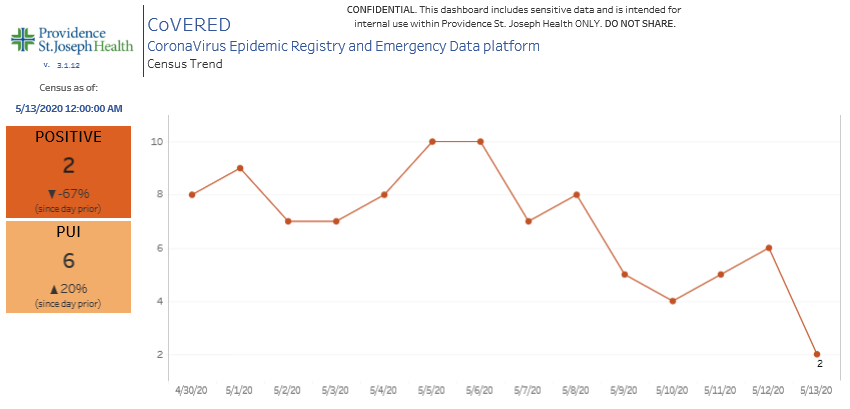 CONFIDENTIAL. This dashboard includes sensitive data and is intended for
internal use within Providence St. Joseph Health ONLY. DO NOT SHARE.
Providence
St.JosephHealth
v. 3.1.12
CoVERED
CoronaVirus Epidemic Registry and Emergency Data platform
Census Trend
Census as of:
5/13/2020 12:00:00 AM
POSITIVE
2
▼-67%
(since day prior)
PUI
6
▲20%
(since day prior)
10
8
6
4
2
2
4/30/20 5/1/20 5/2/20 5/3/20 5/4/20 5/5/20 5/6/20 5/7/20 5/8/20 5/9/20 5/10/20 5/11/20 5/12/20 5/13/20